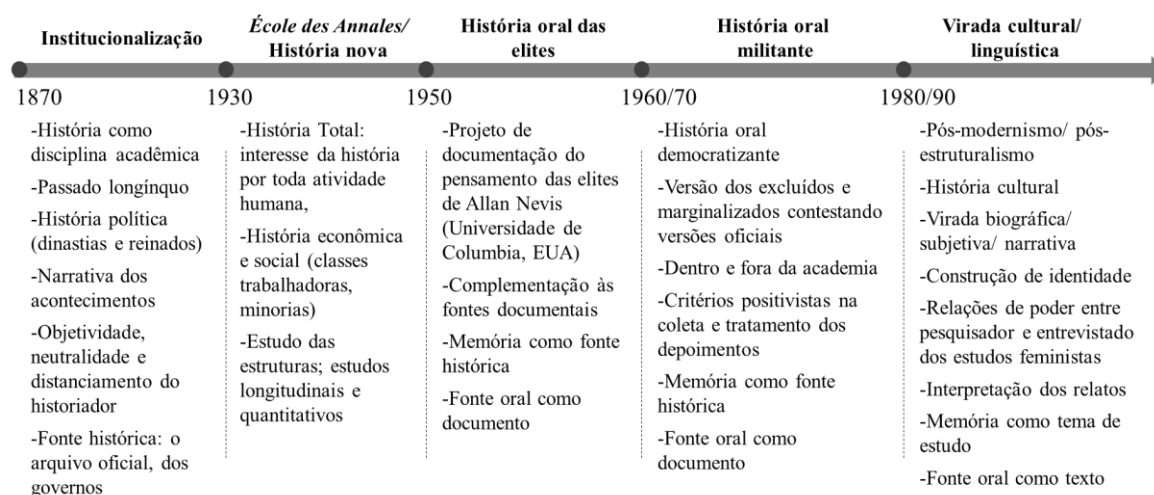 Institucionalização
École des Annales/
História nova
História oral das
elites
História oral
militante
Virada cultural/
linguística
1870
1930
1950
1960/70
1980/90
-História como
disciplina acadêmica
-Passado longínquo
-História política
(dinastias e reinados)
-Narrativa dos
acontecimentos
-Objetividade,
neutralidade e
distanciamento do
historiador
-Fonte histórica: o
arquivo oficial, dos
governos
-História Total:
interesse da história
por toda atividade
humana,
-História econômica
e social (classes
trabalhadoras,
minorias)
-Estudo das
estruturas; estudos
longitudinais e
quantitativos
-Projeto de
documentação do
pensamento das elites
de Allan Nevis
(Universidade de
Columbia, EUA)
-Complementação às
fontes documentais
-Memória como fonte
histórica
-Fonte oral como
documento
-História oral
democratizante
-Versão dos excluídos e
marginalizados contestando
versões oficiais
-Dentro e fora da academia
-Critérios positivistas na
coleta e tratamento dos
depoimentos
-Memória como fonte
histórica
-Fonte oral como
documento
-Pós-modernismo/ pós-
estruturalismo
-História cultural
-Virada biográfica/
subjetiva/ narrativa
-Construção de identidade
-Relações de poder entre
pesquisador e entrevistado
dos estudos feministas
-Interpretação dos relatos
-Memória como tema de
estudo
-Fonte oral como texto